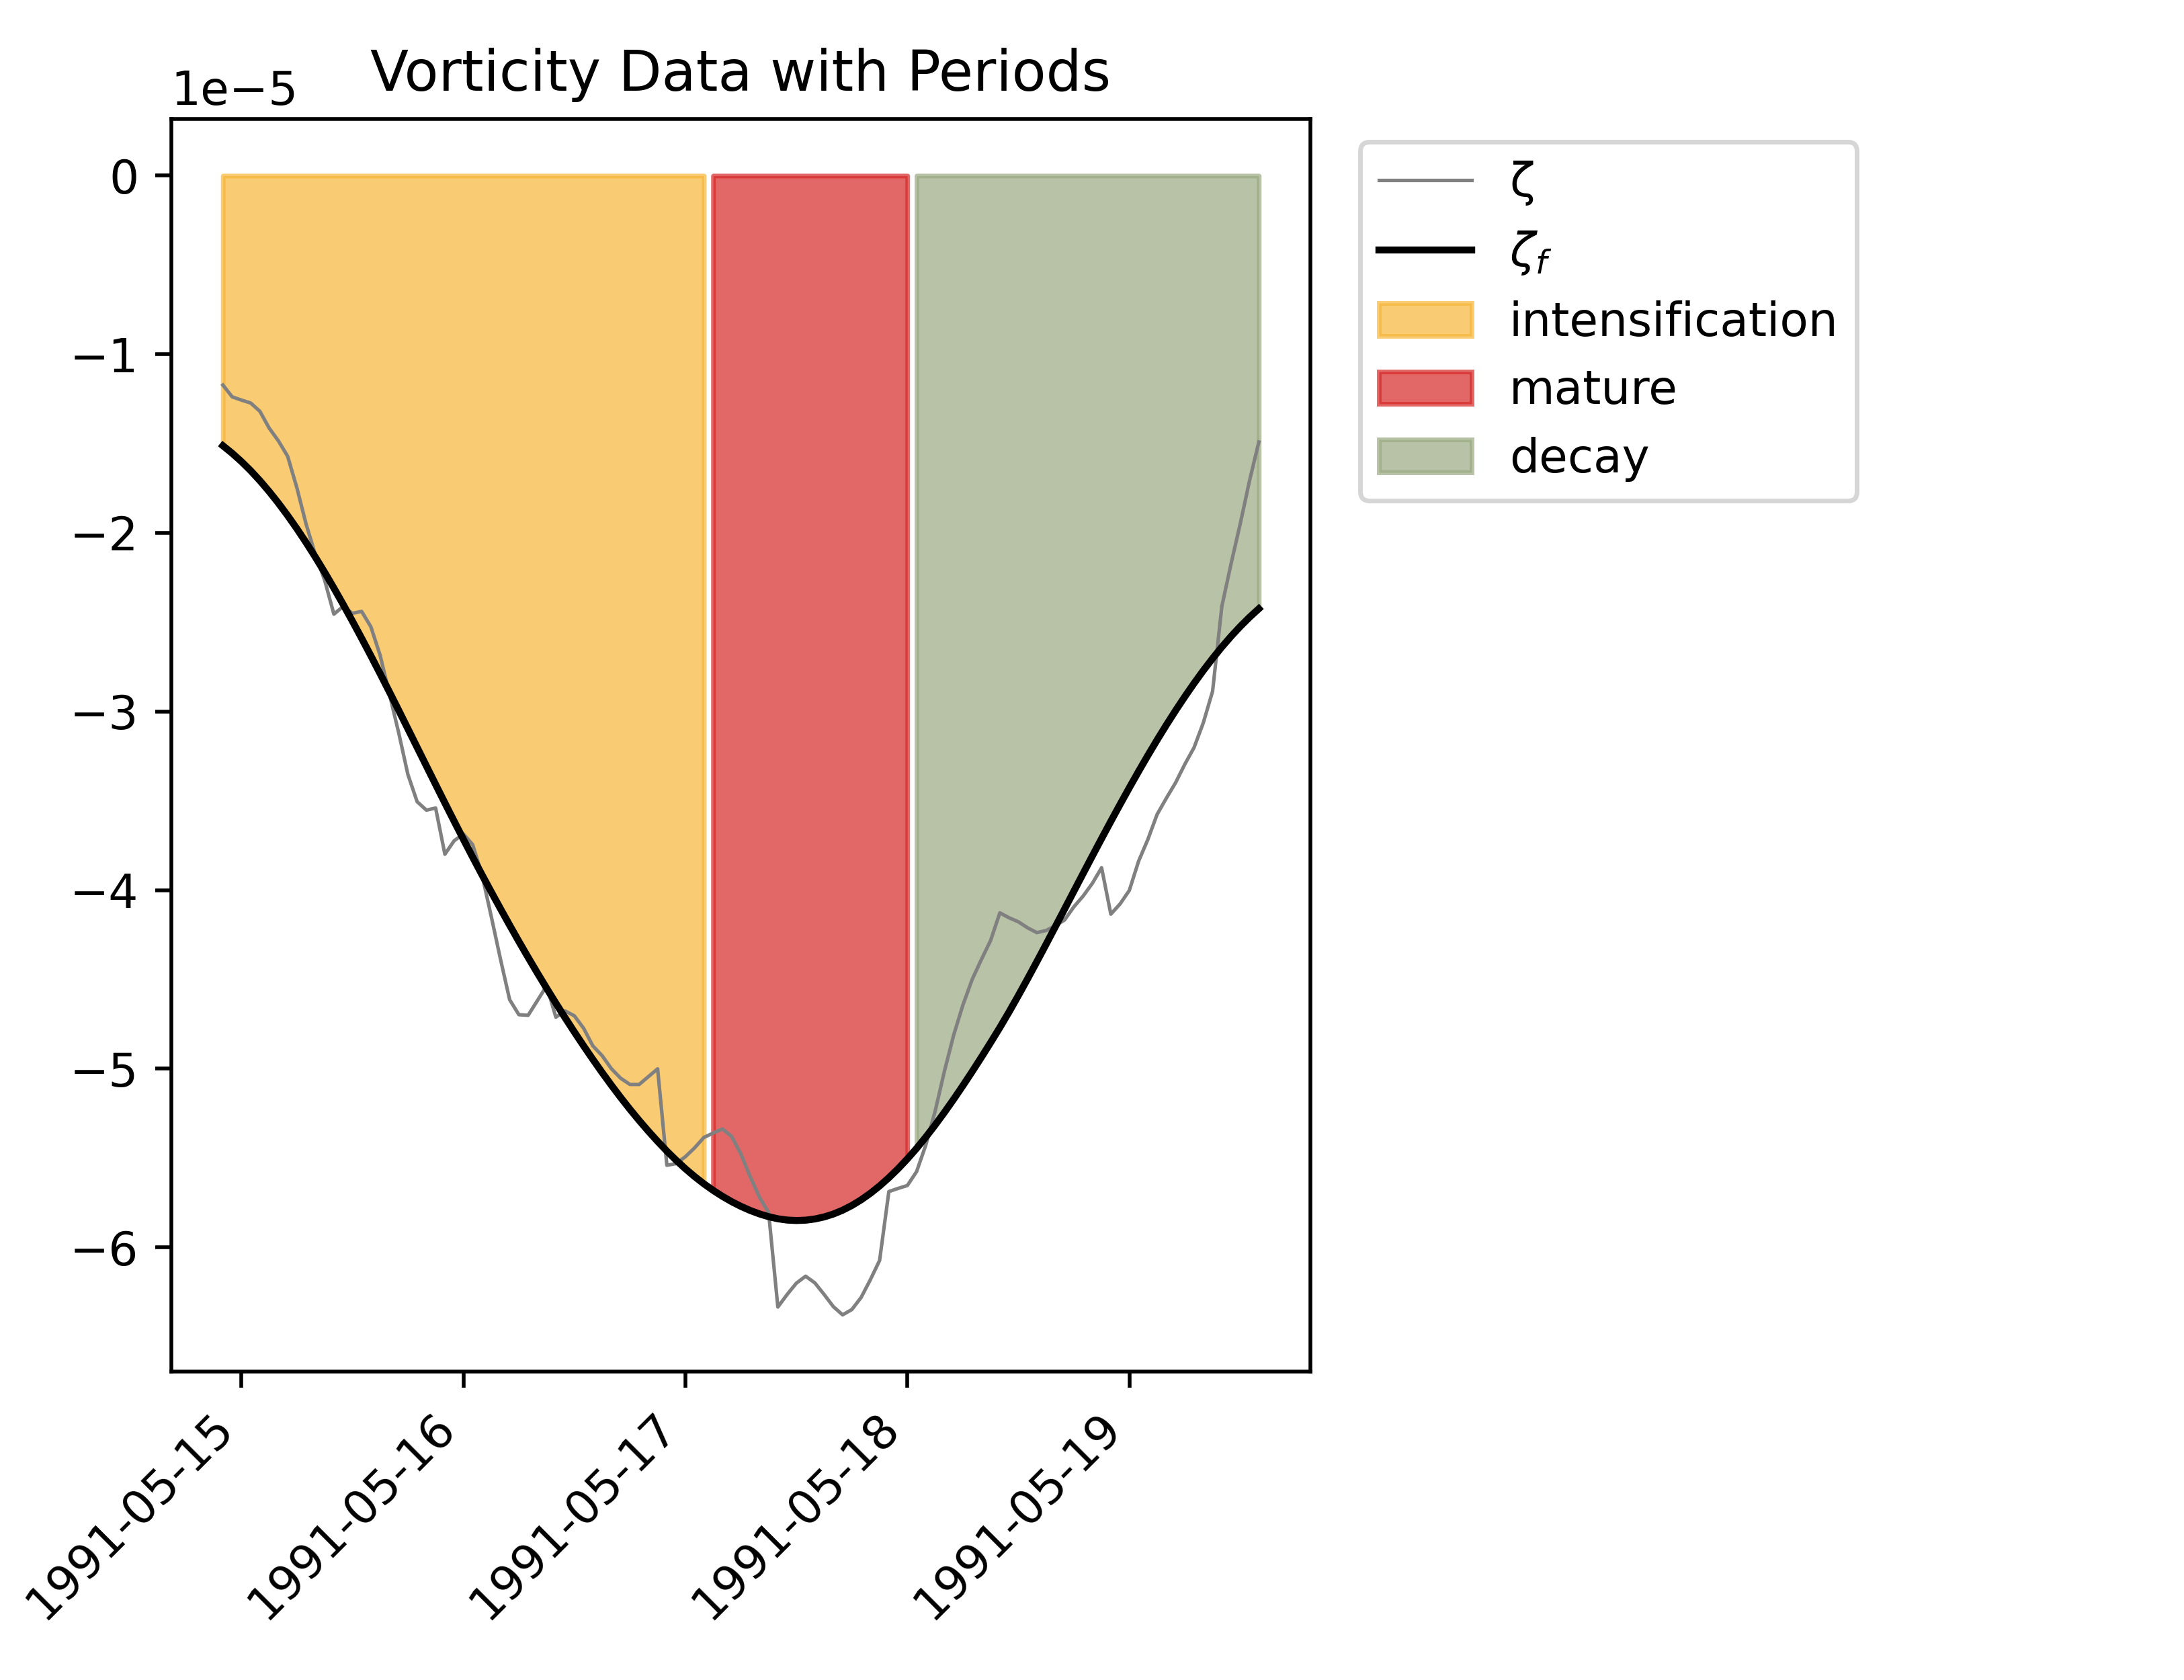 Vorticity Data with Periods
1e−5
0
−1
−2
−3
−4
−5
−6
1991-05-15
1991-05-16
1991-05-17
1991-05-18
1991-05-19
ζ
ζf
intensification
mature
decay